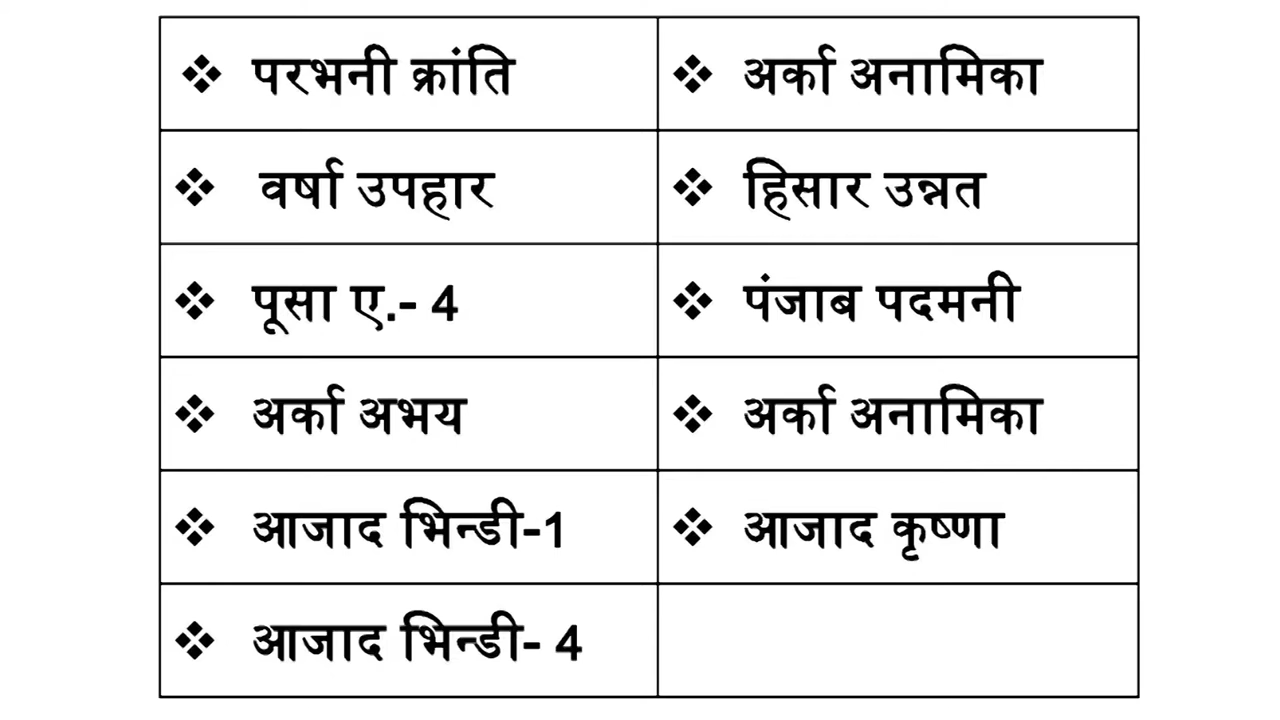 ❖ परभनी क्रांति
❖ अर्का अनामिका
❖ वर्षा उपहार
❖ हिसार उन्नत
❖ पूसा ए.- 4
❖ पंजाब पदमनी
❖ अर्का अभय
❖ अर्का अनामिका
❖ आजाद भिन्डी-1
❖ आजाद कृष्णा
❖ आजाद भिन्डी- 4